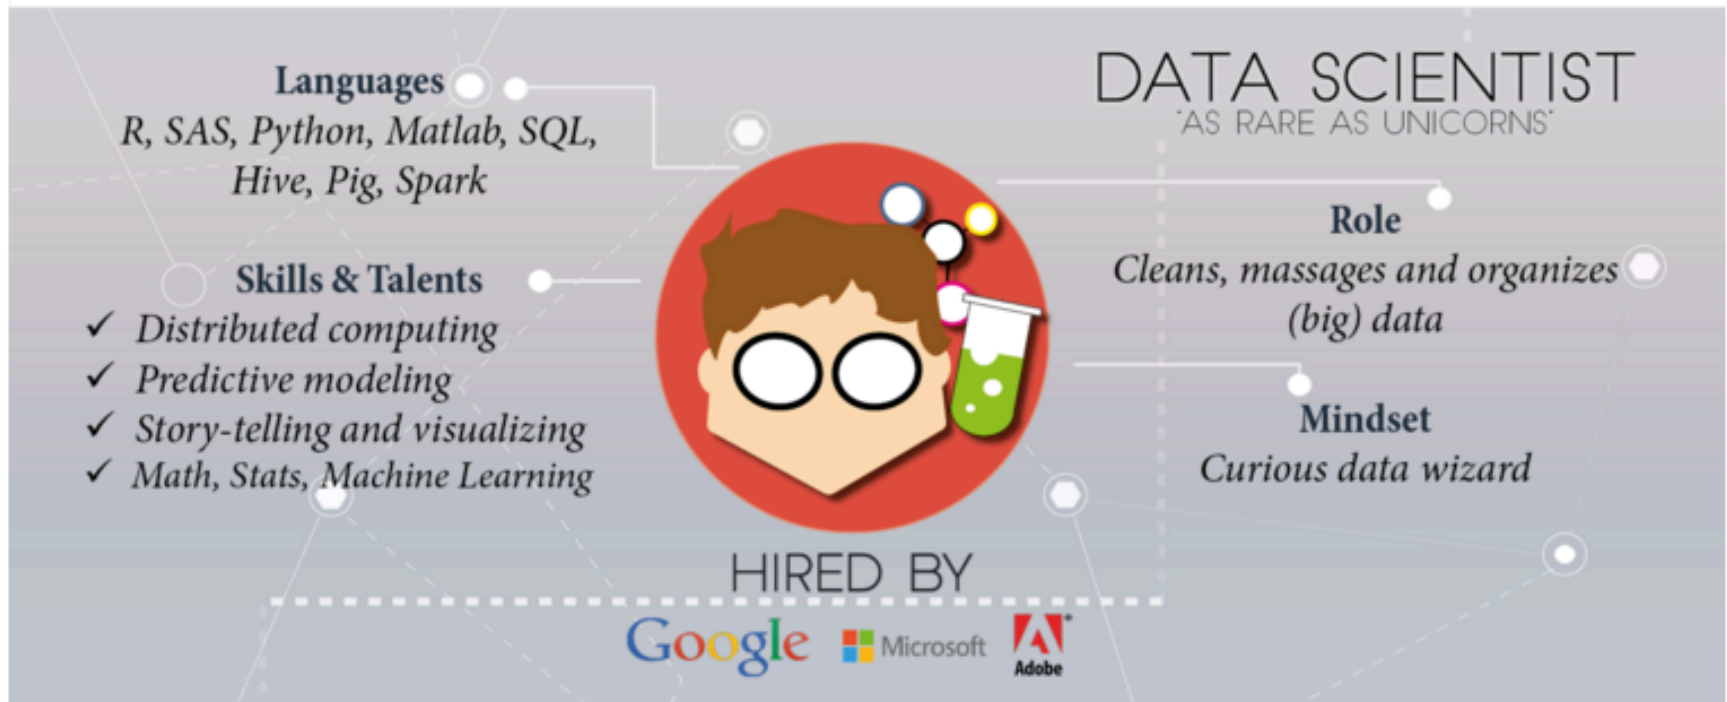 DATA SCIENTIST
"AS RARE AS UNICORNS"
Languages
R, SAS, Python, Matlab, SQL,
Hive, Pig, Spark
Skills & Talents
✓ Distributed computing
✓ Predictive modeling
✓ Story-telling and visualizing
✓ Math, Stats, Machine Learning
Role
Cleans, massages and organizes
(big) data
Mindset
Curious data wizard
HIRED BY
Google
Microsoft
Adobe